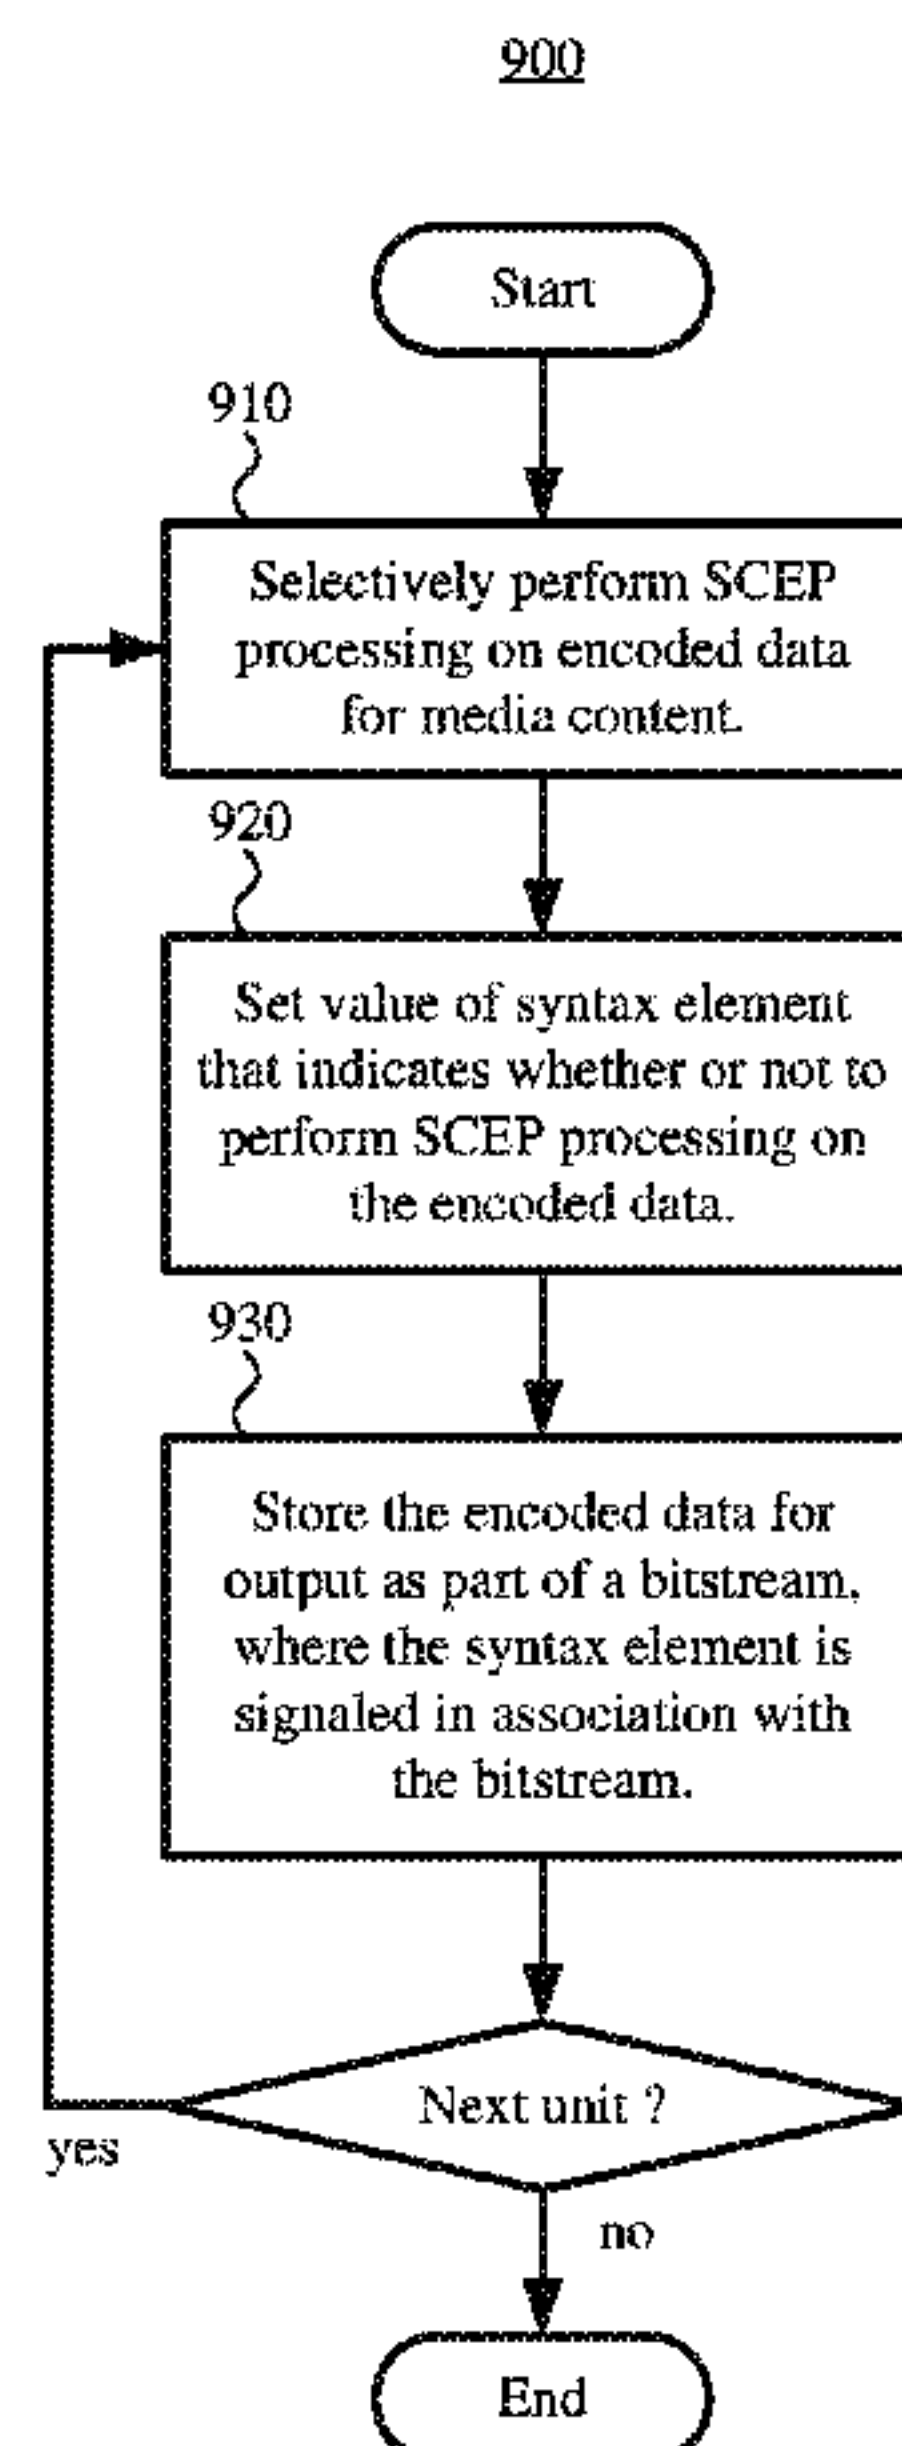 900
Start
910
Selectively perform SCEP
processing on encoded data
for media content.
920
Set value of syntax element
that indicates whether or not to
perform SCEP processing on
the encoded data.
930
Store the encoded data for
output as part of a bitstream,
where the syntax element is
signaled in association with
the bitstream.
Next unit ?
yes
no
End